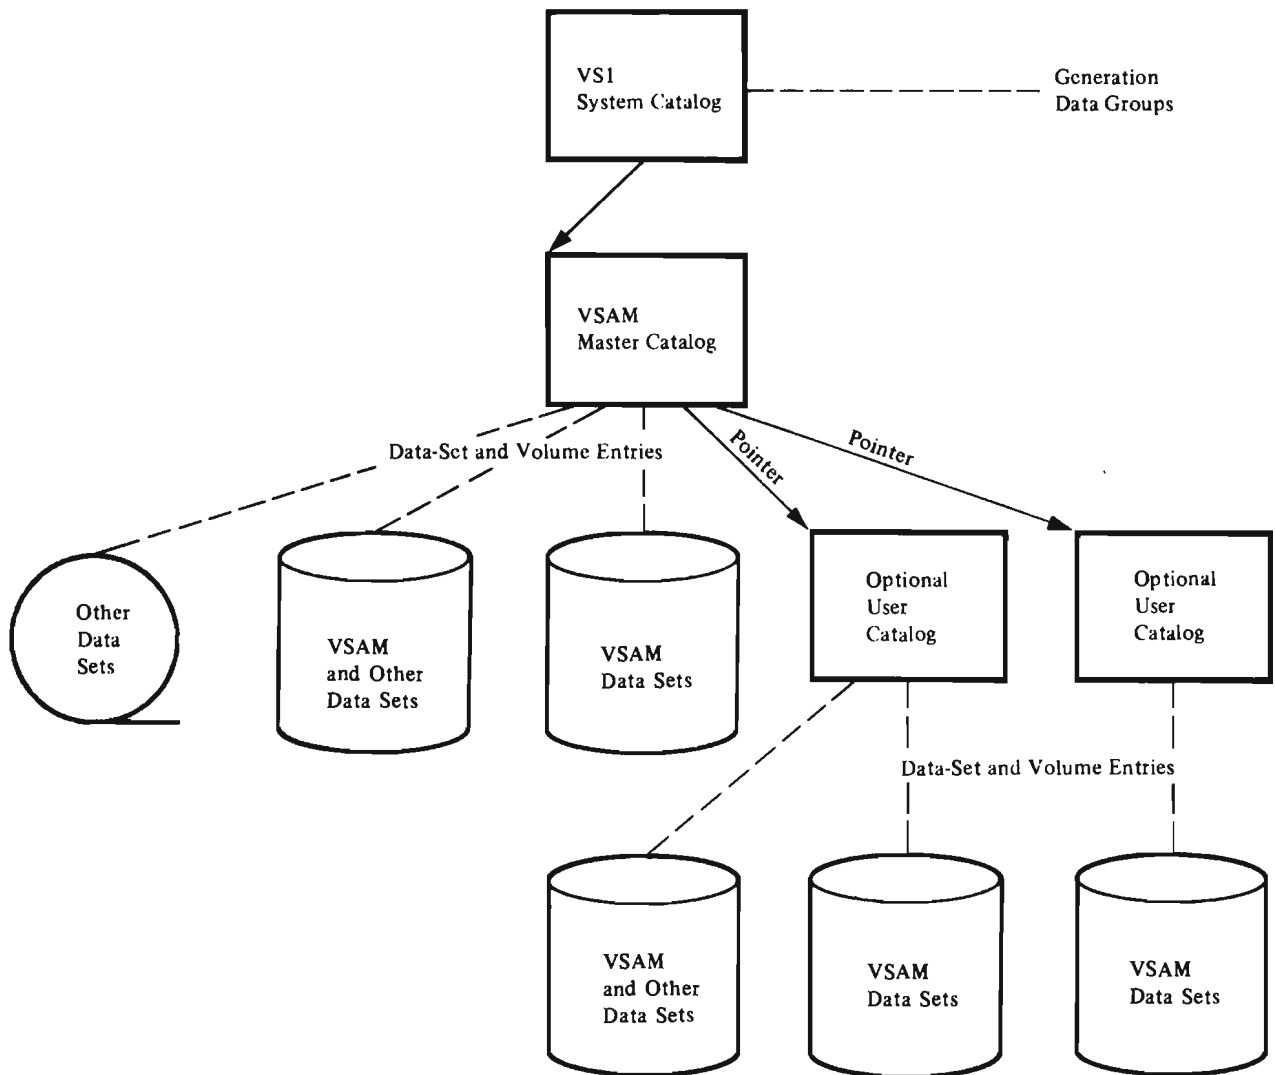 VS1
System Catalog
Generation
Data Groups
VSAM
Master Catalog
Data-Set and Volume Entries
Pointer
Pointer
Other
Data
Sets
VSAM
and Other
Data Sets
VSAM
Data Sets
Optional
User
Catalog
Optional
User
Catalog
Data-Set and Volume Entries
VSAM
and Other
Data Sets
VSAM
Data Sets
VSAM
Data Sets